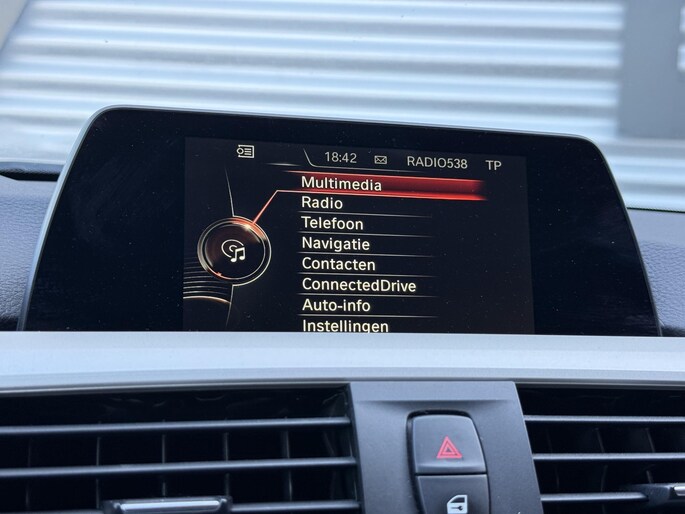 18:42 RADIO538 TP
Multimedia
Radio
Telefoon
Navigatie
Contacten
ConnectedDrive
Auto-info
Instellingen